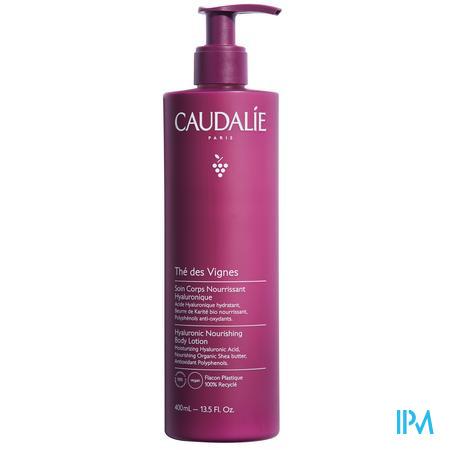 CAUDALÍE
PARIS
Thé des Vignes
Soin Corps Nourrissant
Hyaluronique
Acide Hyaluronique hydratant,
Beurre de Karité bio nourrissant,
Polyphénols anti-oxydants.
Hyaluronic Nourishing
Body Lotion
Moisturizing Hyaluronic Acid,
Nourishing Organic Shea butter,
Antioxidant Polyphenols.
vegan
Flacon Plastique
100% Recyclé
400mL – 13.5 Fl. Oz.
IPM